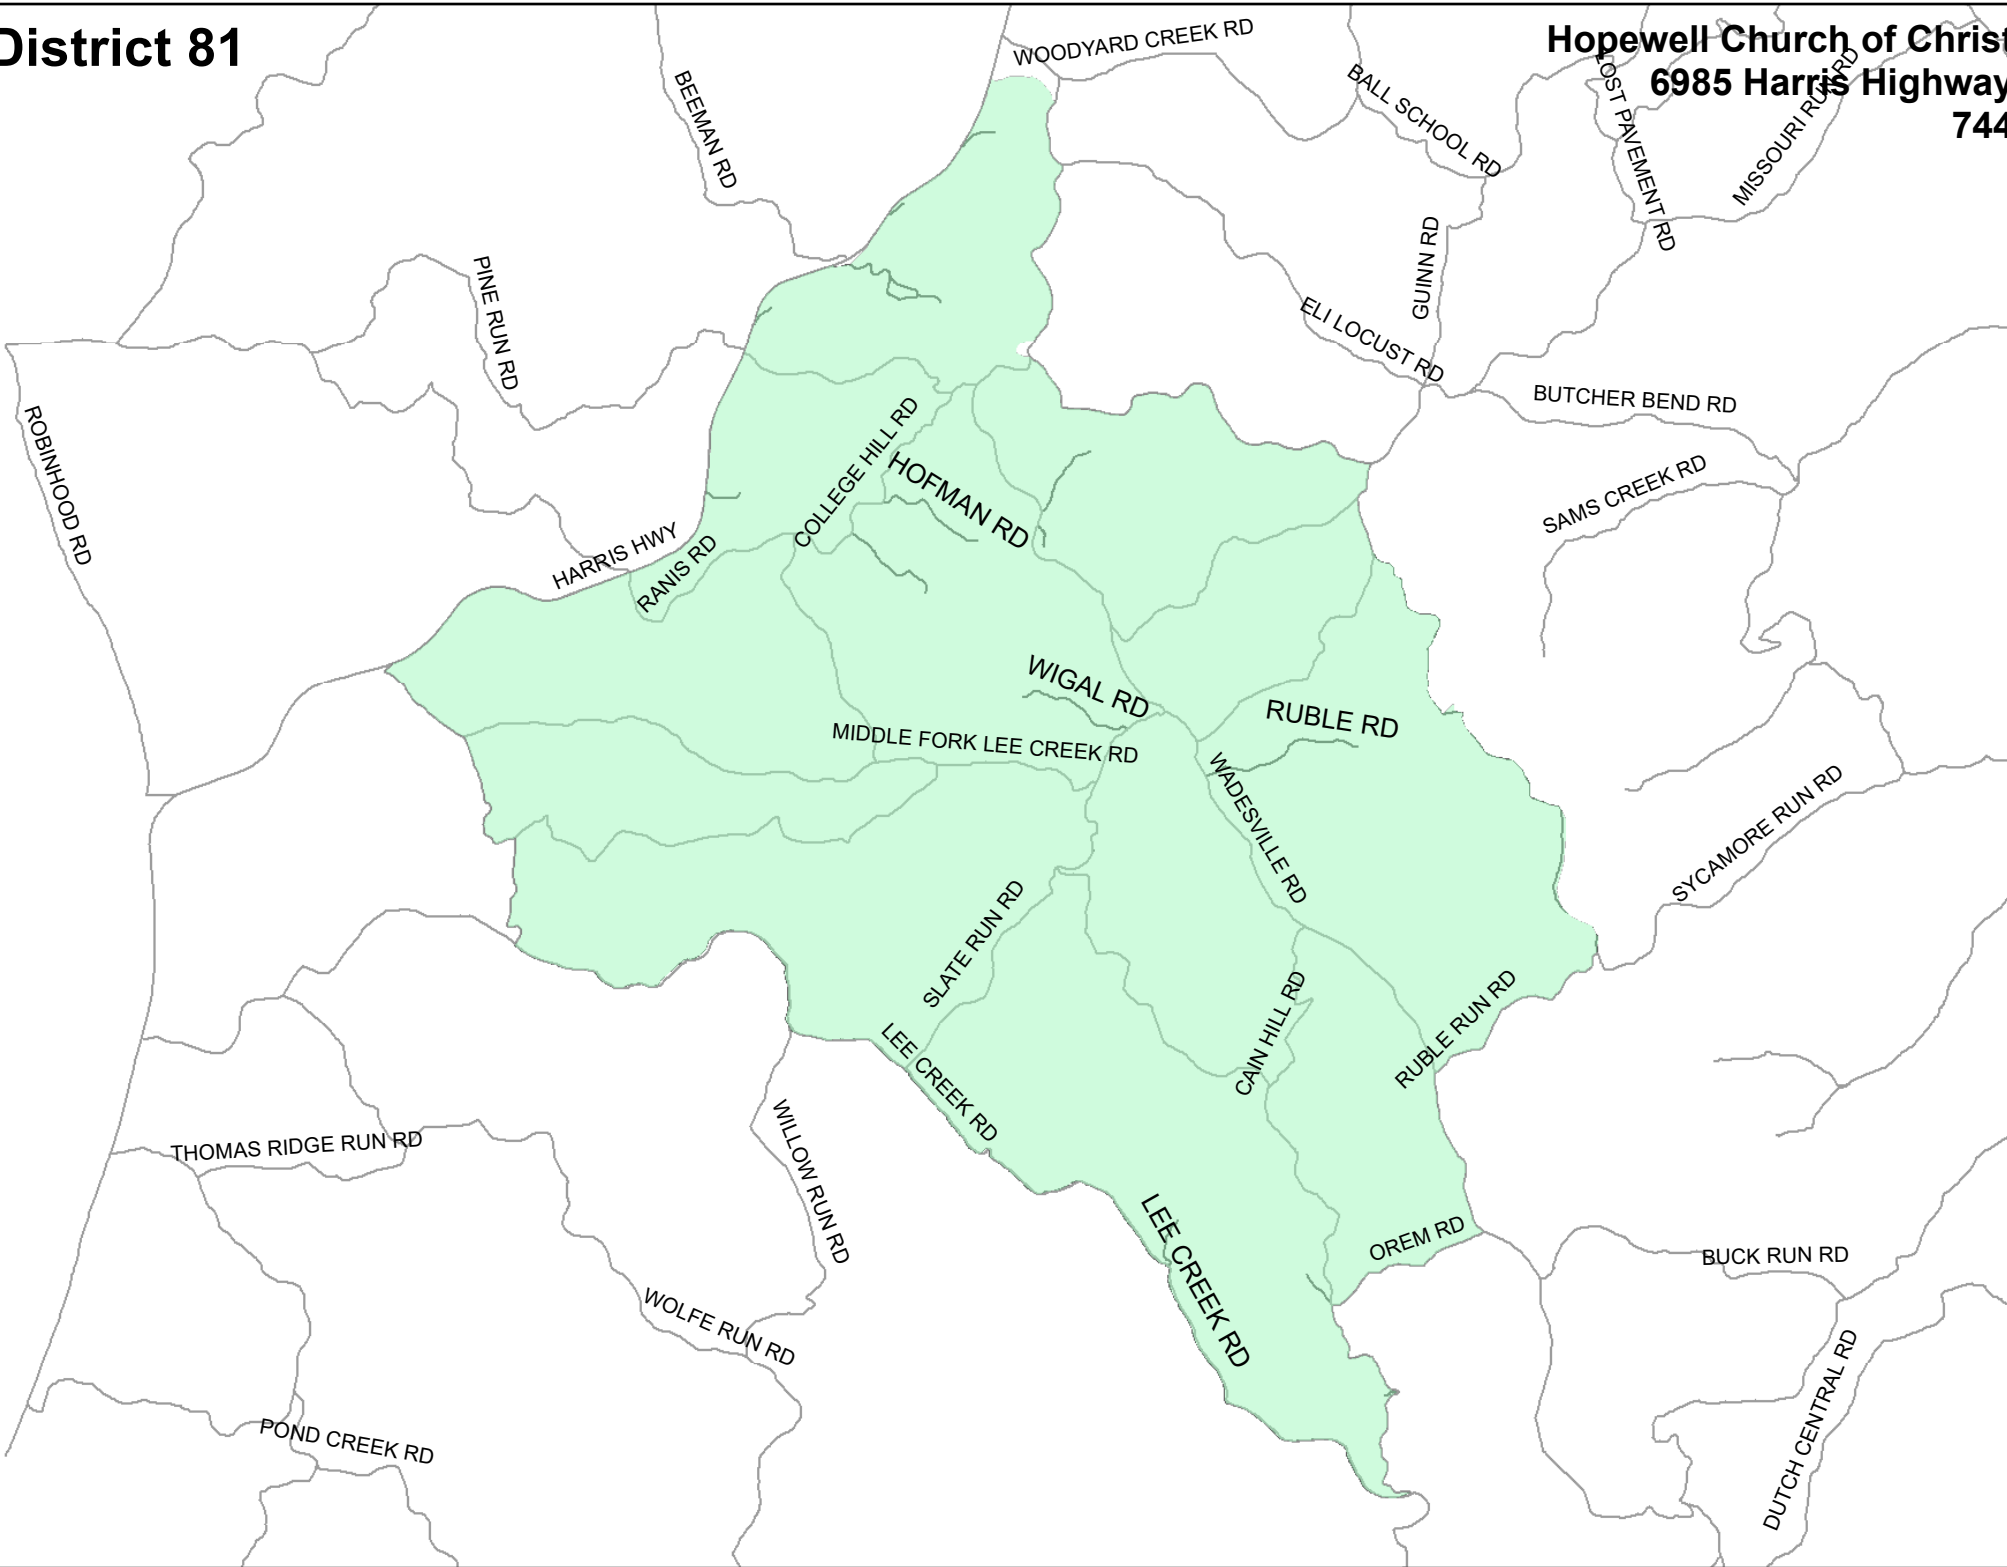 District 81
Hopewell Church of Christ
6985 Harris Highway
744
WOODYARD CREEK RD
BEEMAN RD
BALL SCHOOL RD
LOST PAVEMENT RD
MISSOURI RUN RD
GUINN RD
PINE RUN RD
ELI LOCUST RD
BUTCHER BEND RD
ROBINHOOD RD
COLLEGE HILL RD
HOFMAN RD
SAMS CREEK RD
HARRIS HWY
RANIS RD
WIGAL RD
RUBLE RD
MIDDLE FORK LEE CREEK RD
WADESVILLE RD
SYCAMORE RUN RD
SLATE RUN RD
CAIN HILL RD
RUBLE RUN RD
LEE CREEK RD
WILLOW RUN RD
THOMAS RIDGE RUN RD
LEE CREEK RD
OREM RD
BUCK RUN RD
WOLFE RUN RD
DUTCH CENTRAL RD
POND CREEK RD